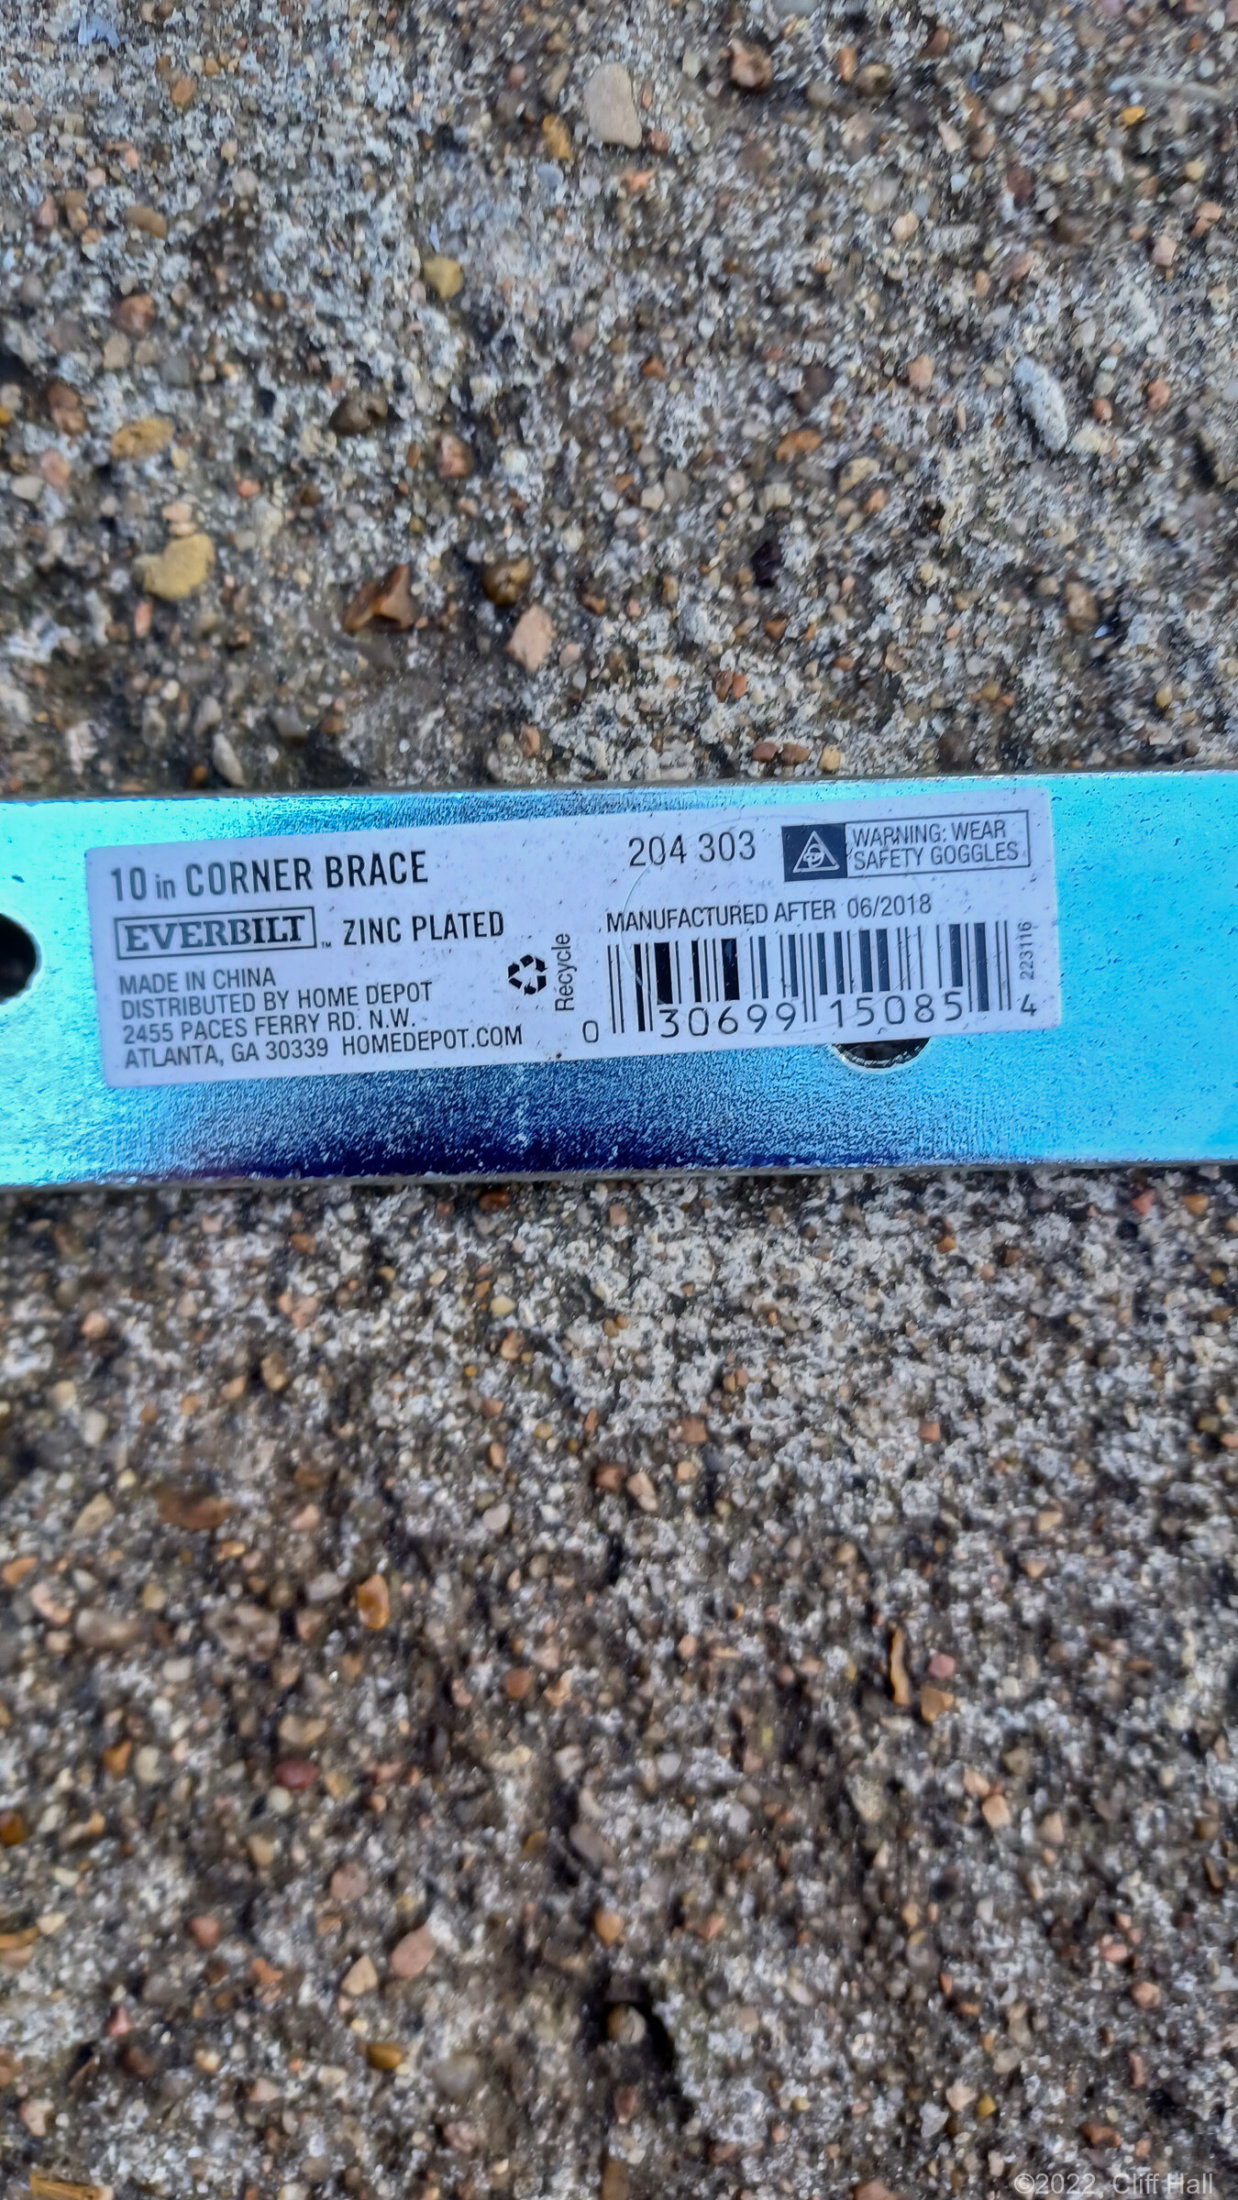 10 in CORNER BRACE
EVERBILT™ ZINC PLATED
MADE IN CHINA
DISTRIBUTED BY HOME DEPOT
2455 PACES FERRY RD. N.W.
ATLANTA, GA 30339 HOMEDEPOT.COM
Recycle
204 303
WARNING: WEAR
SAFETY GOGGLES
MANUFACTURED AFTER 06/2018
0 30699 15085 4
223116
©2022, Cliff Hall